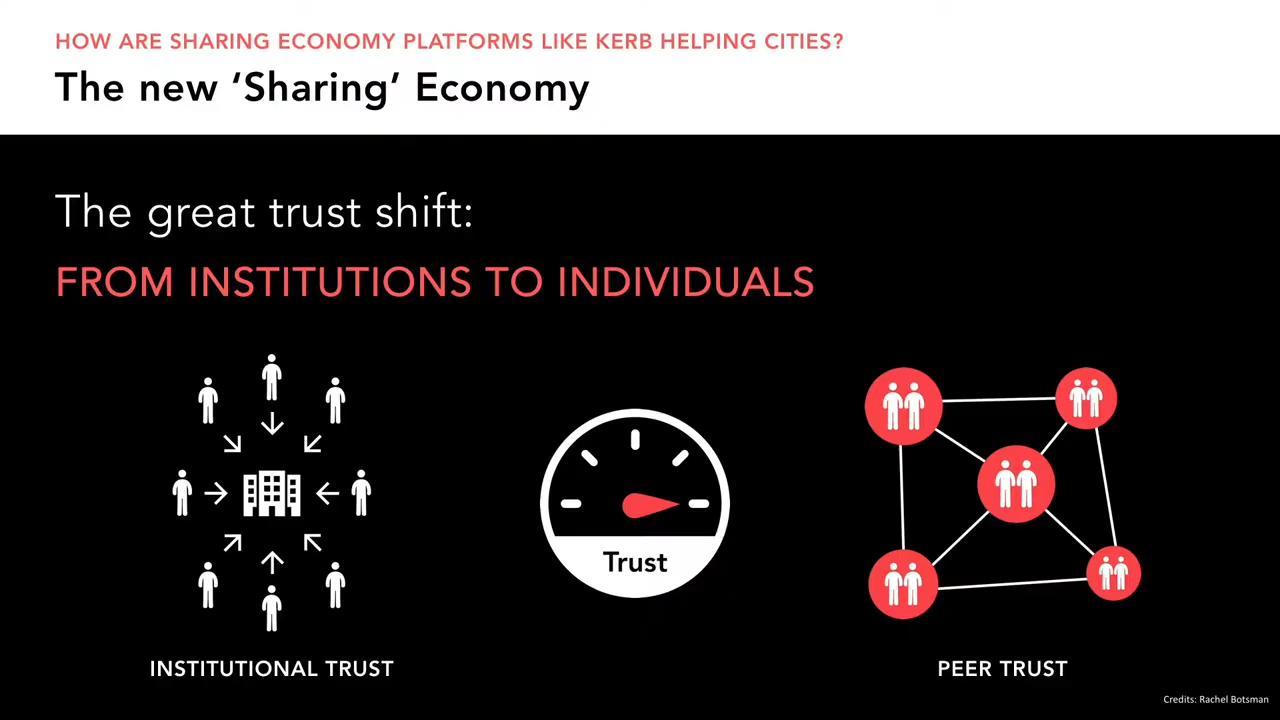 HOW ARE SHARING ECONOMY PLATFORMS LIKE KERB HELPING CITIES?
The new ‘Sharing’ Economy
The great trust shift:
FROM INSTITUTIONS TO INDIVIDUALS
Trust
INSTITUTIONAL TRUST
PEER TRUST
Credits: Rachel Botsman